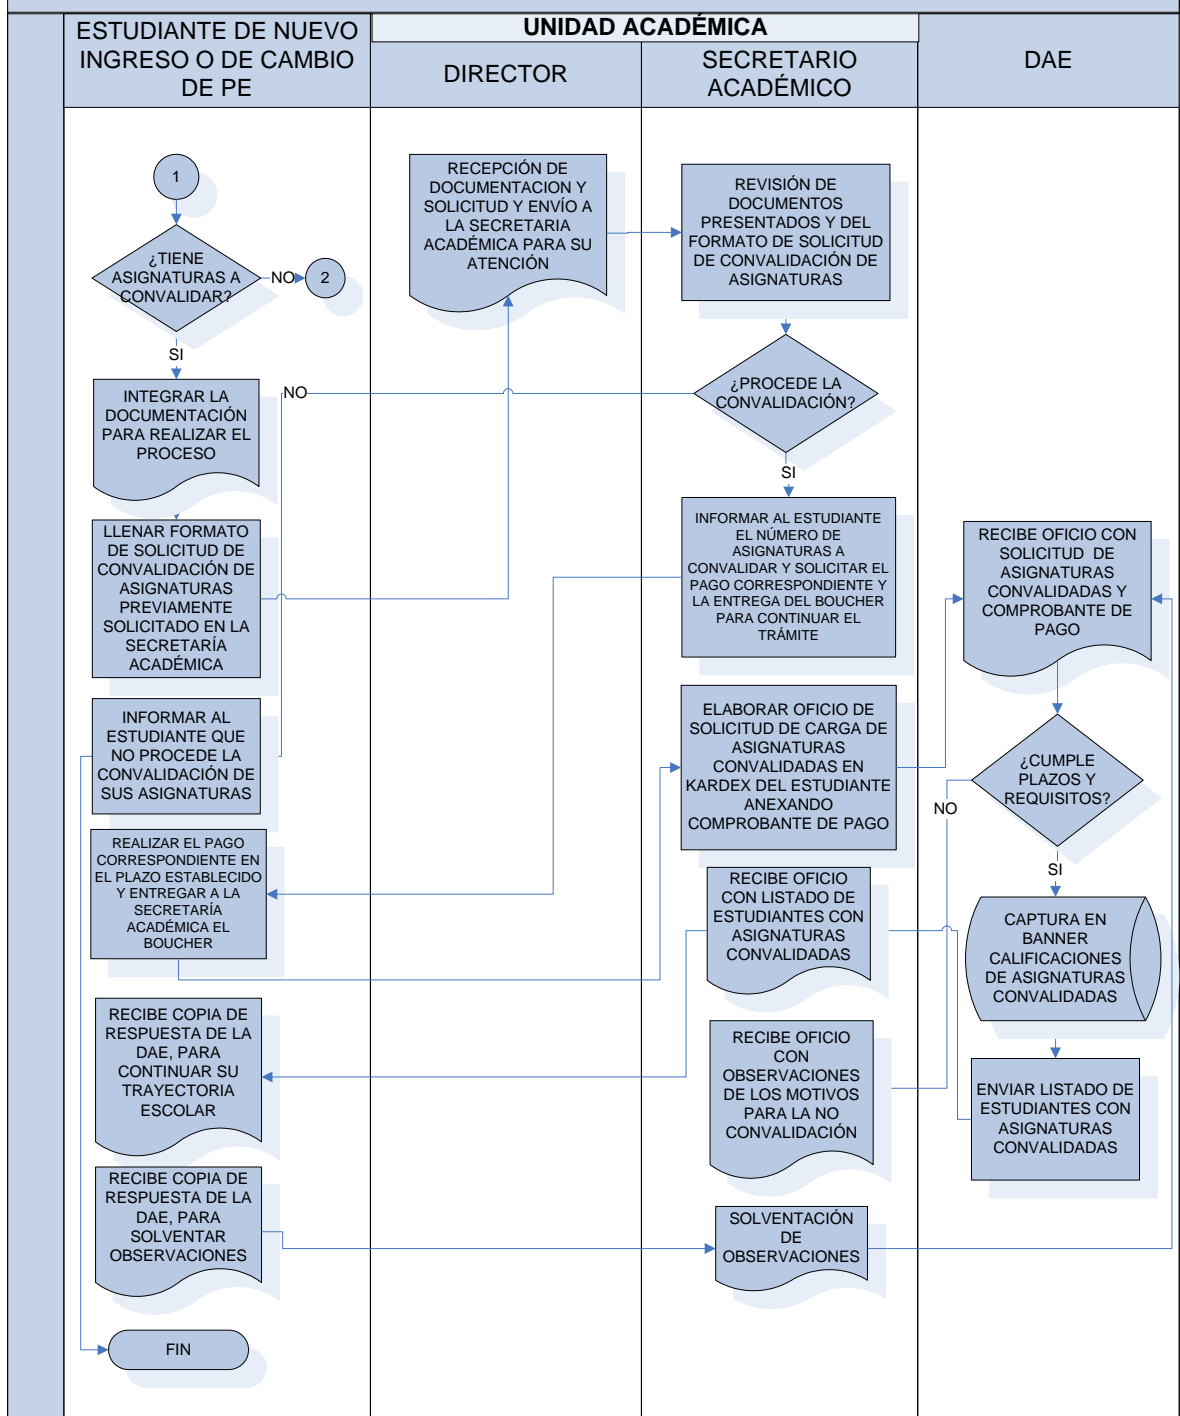 ESTUDIANTE DE NUEVO
INGRESO O DE CAMBIO
DE PE
UNIDAD ACADÉMICA
DIRECTOR
SECRETARIO
ACADÉMICO
DAE
1
¿TIENE
ASIGNATURAS A
CONVALIDAR?
NO
2
SI
INTEGRAR LA
DOCUMENTACIÓN
PARA REALIZAR EL
PROCESO
LLENAR FORMATO
DE SOLICITUD DE
CONVALIDACIÓN DE
ASIGNATURAS
PREVIAMENTE
SOLICITADO EN LA
SECRETARÍA
ACADÉMICA
INFORMAR AL
ESTUDIANTE QUE
NO PROCEDE LA
CONVALIDACIÓN DE
SUS ASIGNATURAS
REALIZAR EL PAGO
CORRESPONDIENTE EN
EL PLAZO ESTABLECIDO
Y ENTREGAR A LA
SECRETARÍA
ACADÉMICA EL
BOUCHER
RECIBE COPIA DE
RESPUESTA DE LA
DAE, PARA
CONTINUAR SU
TRAYECTORIA
ESCOLAR
RECIBE COPIA DE
RESPUESTA DE LA
DAE, PARA
SOLVENTAR
OBSERVACIONES
FIN
RECEPCIÓN DE
DOCUMENTACION Y
SOLICITUD Y ENVÍO A
LA SECRETARIA
ACADÉMICA PARA SU
ATENCIÓN
REVISIÓN DE
DOCUMENTOS
PRESENTADOS Y DEL
FORMATO DE SOLICITUD
DE CONVALIDACIÓN DE
ASIGNATURAS
¿PROCEDE LA
CONVALIDACIÓN?
NO
SI
INFORMAR AL ESTUDIANTE
EL NÚMERO DE
ASIGNATURAS A
CONVALIDAR Y SOLICITAR EL
PAGO CORRESPONDIENTE Y
LA ENTREGA DEL BOUCHER
PARA CONTINUAR EL
TRÁMITE
ELABORAR OFICIO DE
SOLICITUD DE CARGA DE
ASIGNATURAS
CONVALIDADAS EN
KARDEX DEL ESTUDIANTE
ANEXANDO
COMPROBANTE DE PAGO
RECIBE OFICIO
CON LISTADO DE
ESTUDIANTES CON
ASIGNATURAS
CONVALIDADAS
RECIBE OFICIO
CON
OBSERVACIONES
DE LOS MOTIVOS
PARA LA NO
CONVALIDACIÓN
SOLVENTACIÓN
DE
OBSERVACIONES
RECIBE OFICIO CON
SOLICITUD DE
ASIGNATURAS
CONVALIDADAS Y
COMPROBANTE DE
PAGO
¿CUMPLE
PLAZOS Y
REQUISITOS?
NO
SI
CAPTURA EN
BANNER
CALIFICACIONES
DE ASIGNATURAS
CONVALIDADAS
ENVIAR LISTADO DE
ESTUDIANTES CON
ASIGNATURAS
CONVALIDADAS